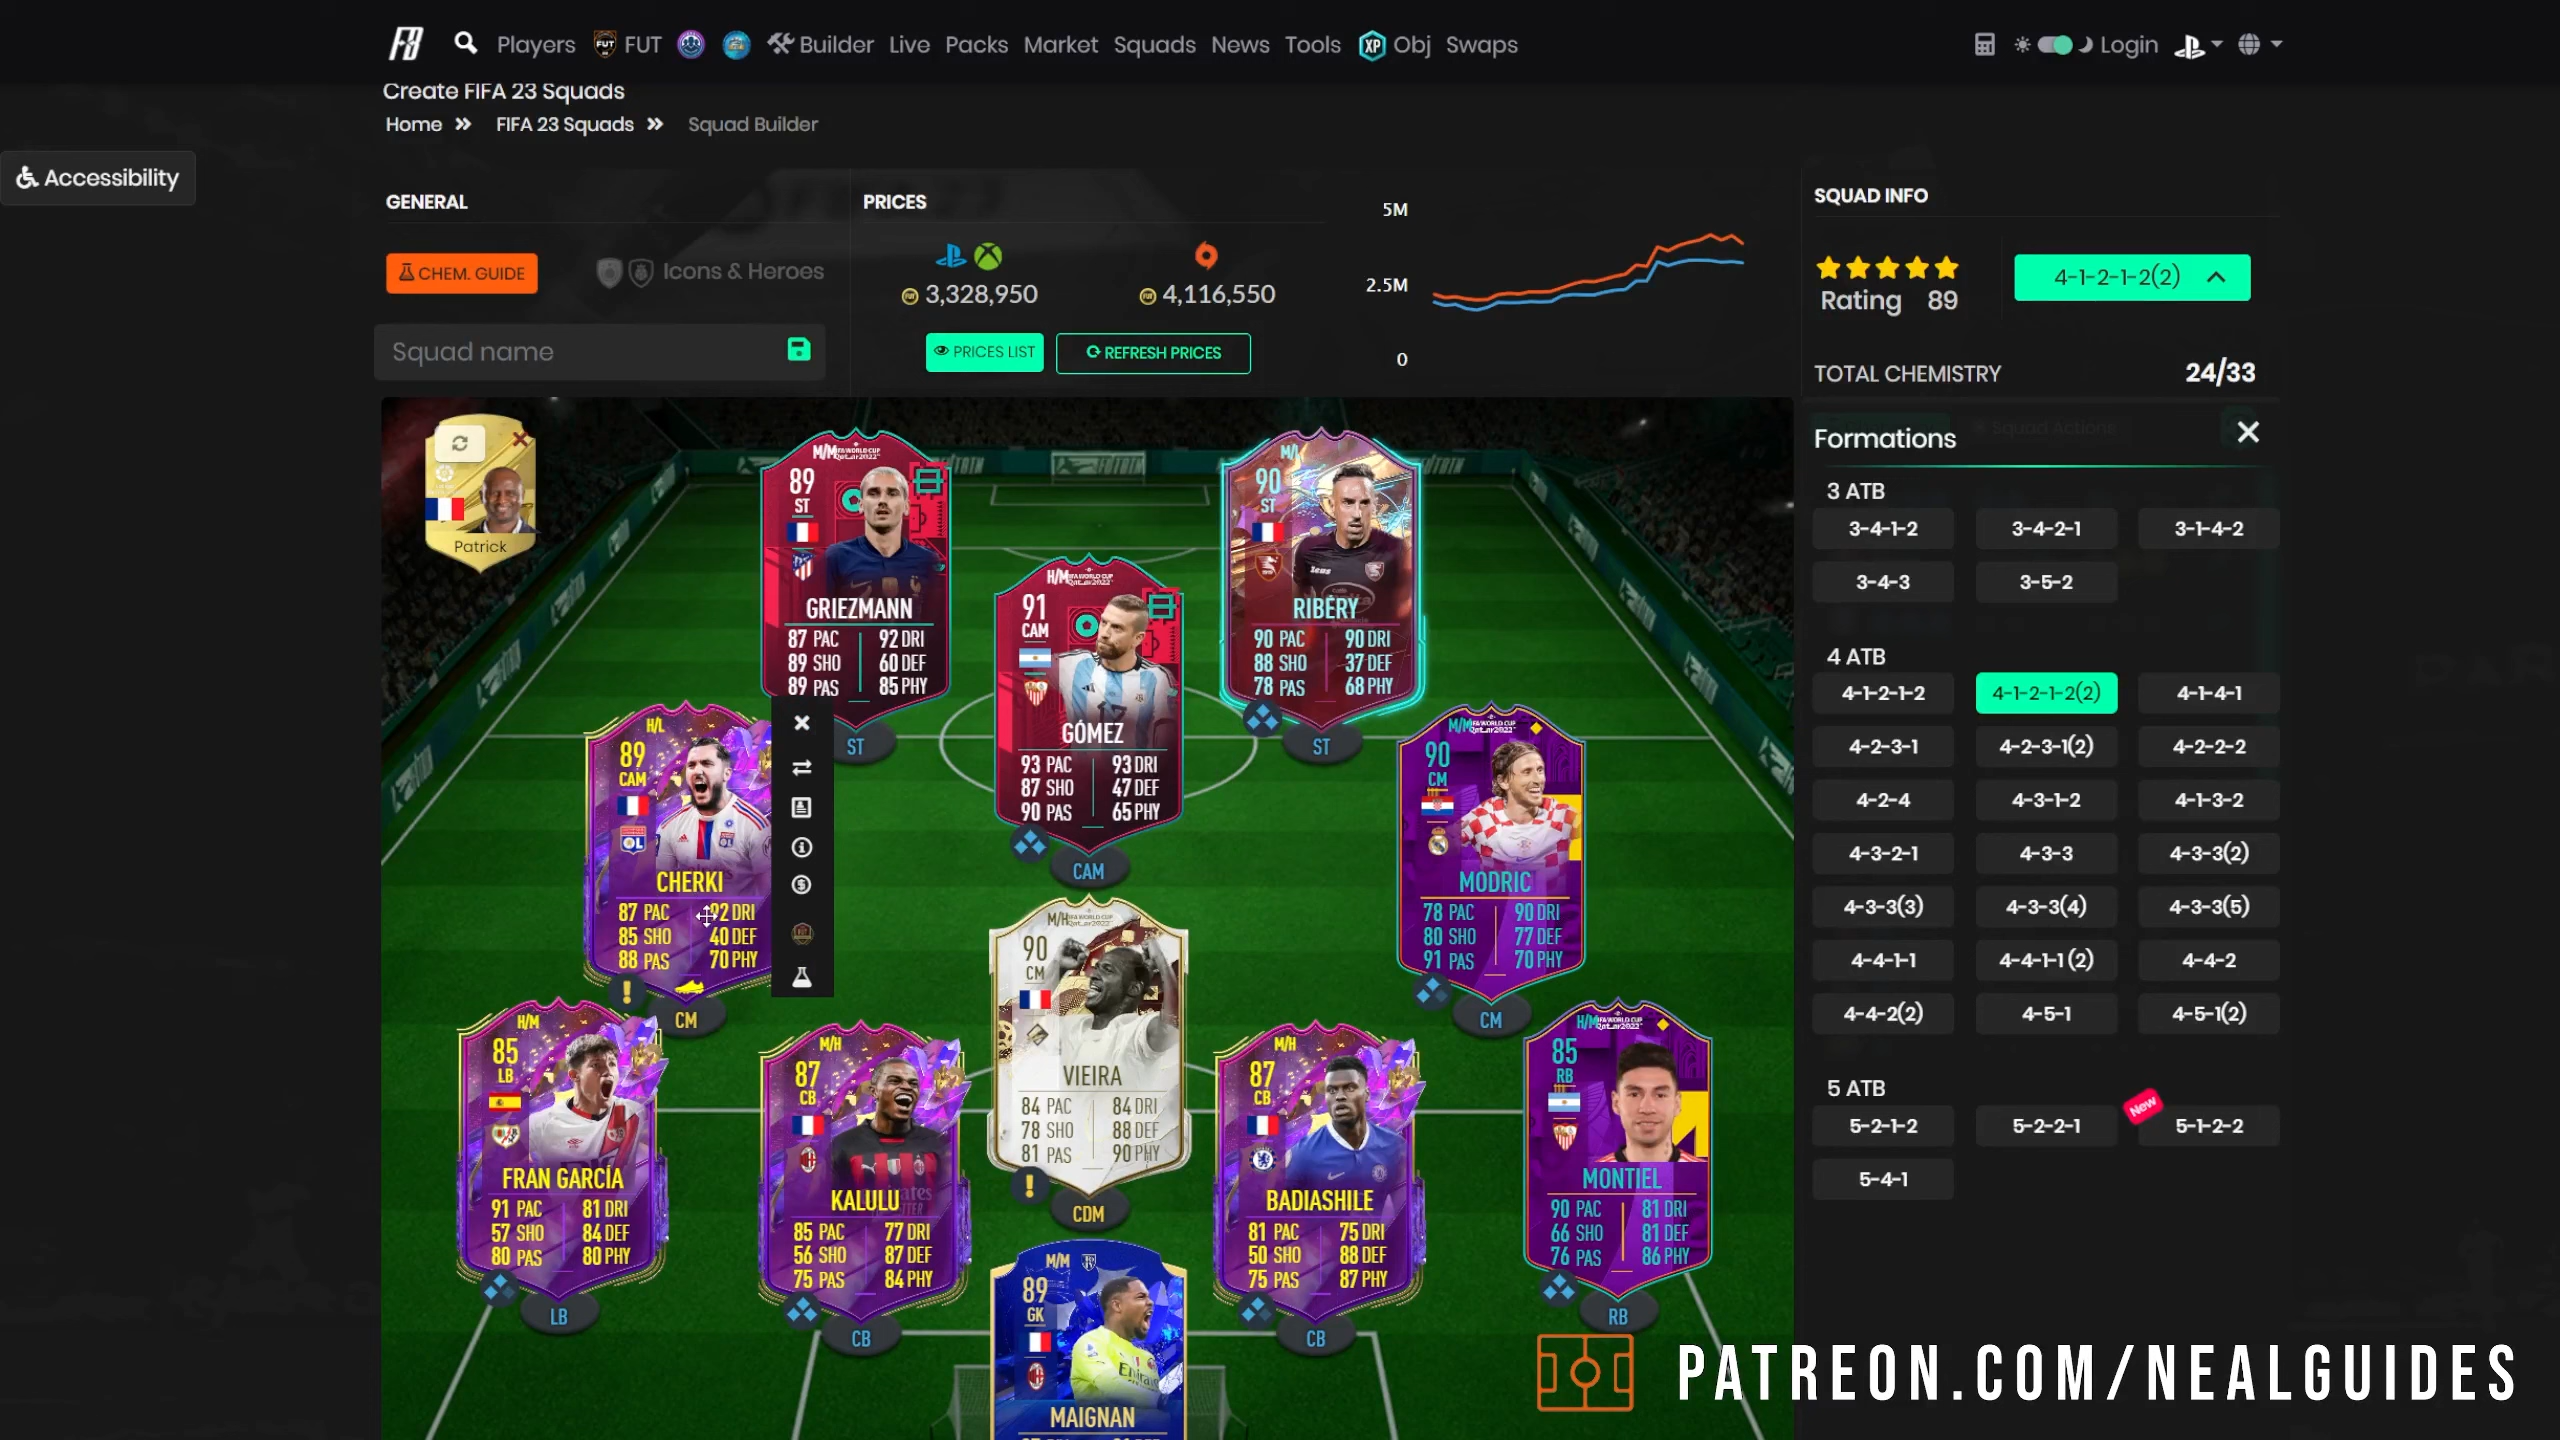 Players FUT Builder Live Packs Market Squads News Tools XP Obj Swaps Login
Create FIFA 23 Squads
Home » FIFA 23 Squads » Squad Builder
Accessibility
GENERAL
CHEM. GUIDE
Icons & Heroes
Squad name
PRICES
3,328,950
4,116,550
PRICES LIST
REFRESH PRICES
5M
2.5M
0
SQUAD INFO
Rating 89
4-1-2-1-2(2)
TOTAL CHEMISTRY 24/33
Patrick
M/M
89
ST
GRIEZMANN
87 PAC 92 DRI
89 SHO 60 DEF
89 PAS 85 PHY
ST
M/L
90
ST
RIBÉRY
90 PAC 90 DRI
88 SHO 37 DEF
78 PAS 68 PHY
ST
H/M
91
CAM
GÓMEZ
93 PAC 93 DRI
87 SHO 47 DEF
90 PAS 65 PHY
CAM
H/L
89
CAM
CHERKI
87 PAC 92 DRI
85 SHO 40 DEF
88 PAS 70 PHY
CM
M/M
90
CM
MODRIC
78 PAC 90 DRI
80 SHO 77 DEF
91 PAS 70 PHY
CM
M/H
90
CM
VIEIRA
84 PAC 84 DRI
78 SHO 88 DEF
81 PAS 90 PHY
CDM
H/M
85
LB
FRAN GARCÍA
91 PAC 81 DRI
57 SHO 84 DEF
80 PAS 80 PHY
LB
M/H
87
CB
KALULU
85 PAC 77 DRI
56 SHO 87 DEF
75 PAS 84 PHY
CB
M/H
87
CB
BADIASHILE
81 PAC 75 DRI
50 SHO 88 DEF
75 PAS 87 PHY
CB
H/M
85
RB
MONTIEL
90 PAC 81 DRI
66 SHO 81 DEF
76 PAS 86 PHY
RB
M/M
89
GK
MAIGNAN
Formations
3 ATB
3-4-1-2 3-4-2-1 3-1-4-2
3-4-3 3-5-2
4 ATB
4-1-2-1-2 4-1-2-1-2(2) 4-1-4-1
4-2-3-1 4-2-3-1(2) 4-2-2-2
4-2-4 4-3-1-2 4-1-3-2
4-3-2-1 4-3-3 4-3-3(2)
4-3-3(3) 4-3-3(4) 4-3-3(5)
4-4-1-1 4-4-1-1 (2) 4-4-2
4-4-2(2) 4-5-1 4-5-1(2)
5 ATB
New
5-2-1-2 5-2-2-1 5-1-2-2
5-4-1
PATREON.COM/NEALGUIDES